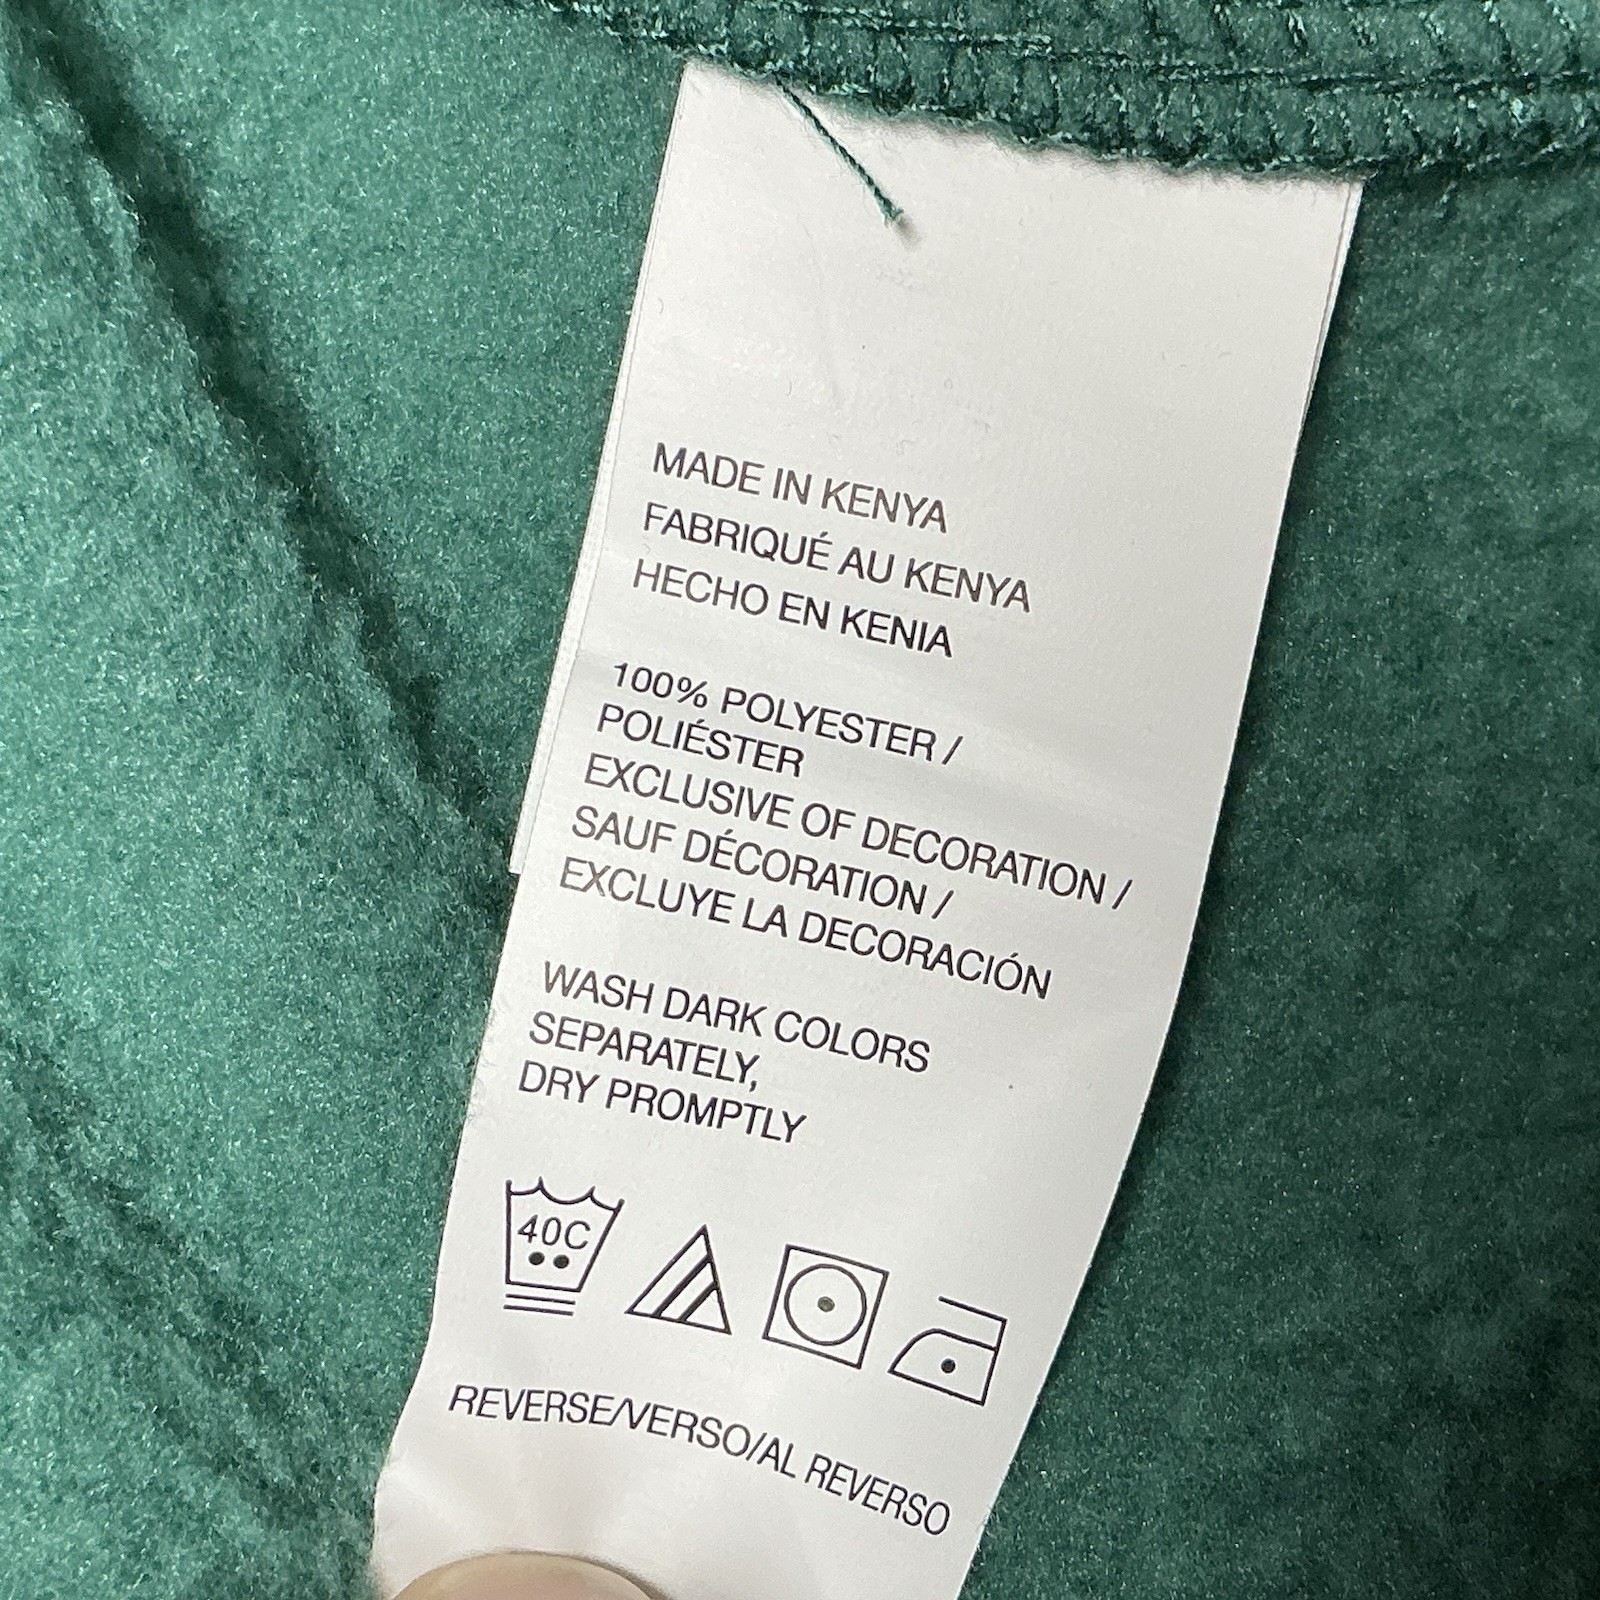 MADE IN KENYA
FABRIQUÉ AU KENYA
HECHO EN KENIA
100% POLYESTER /
POLIÉSTER
EXCLUSIVE OF DECORATION /
SAUF DÉCORATION /
EXCLUYE LA DECORACIÓN
WASH DARK COLORS
SEPARATELY,
DRY PROMPTLY
40C
REVERSE/VERSO/AL REVERSO